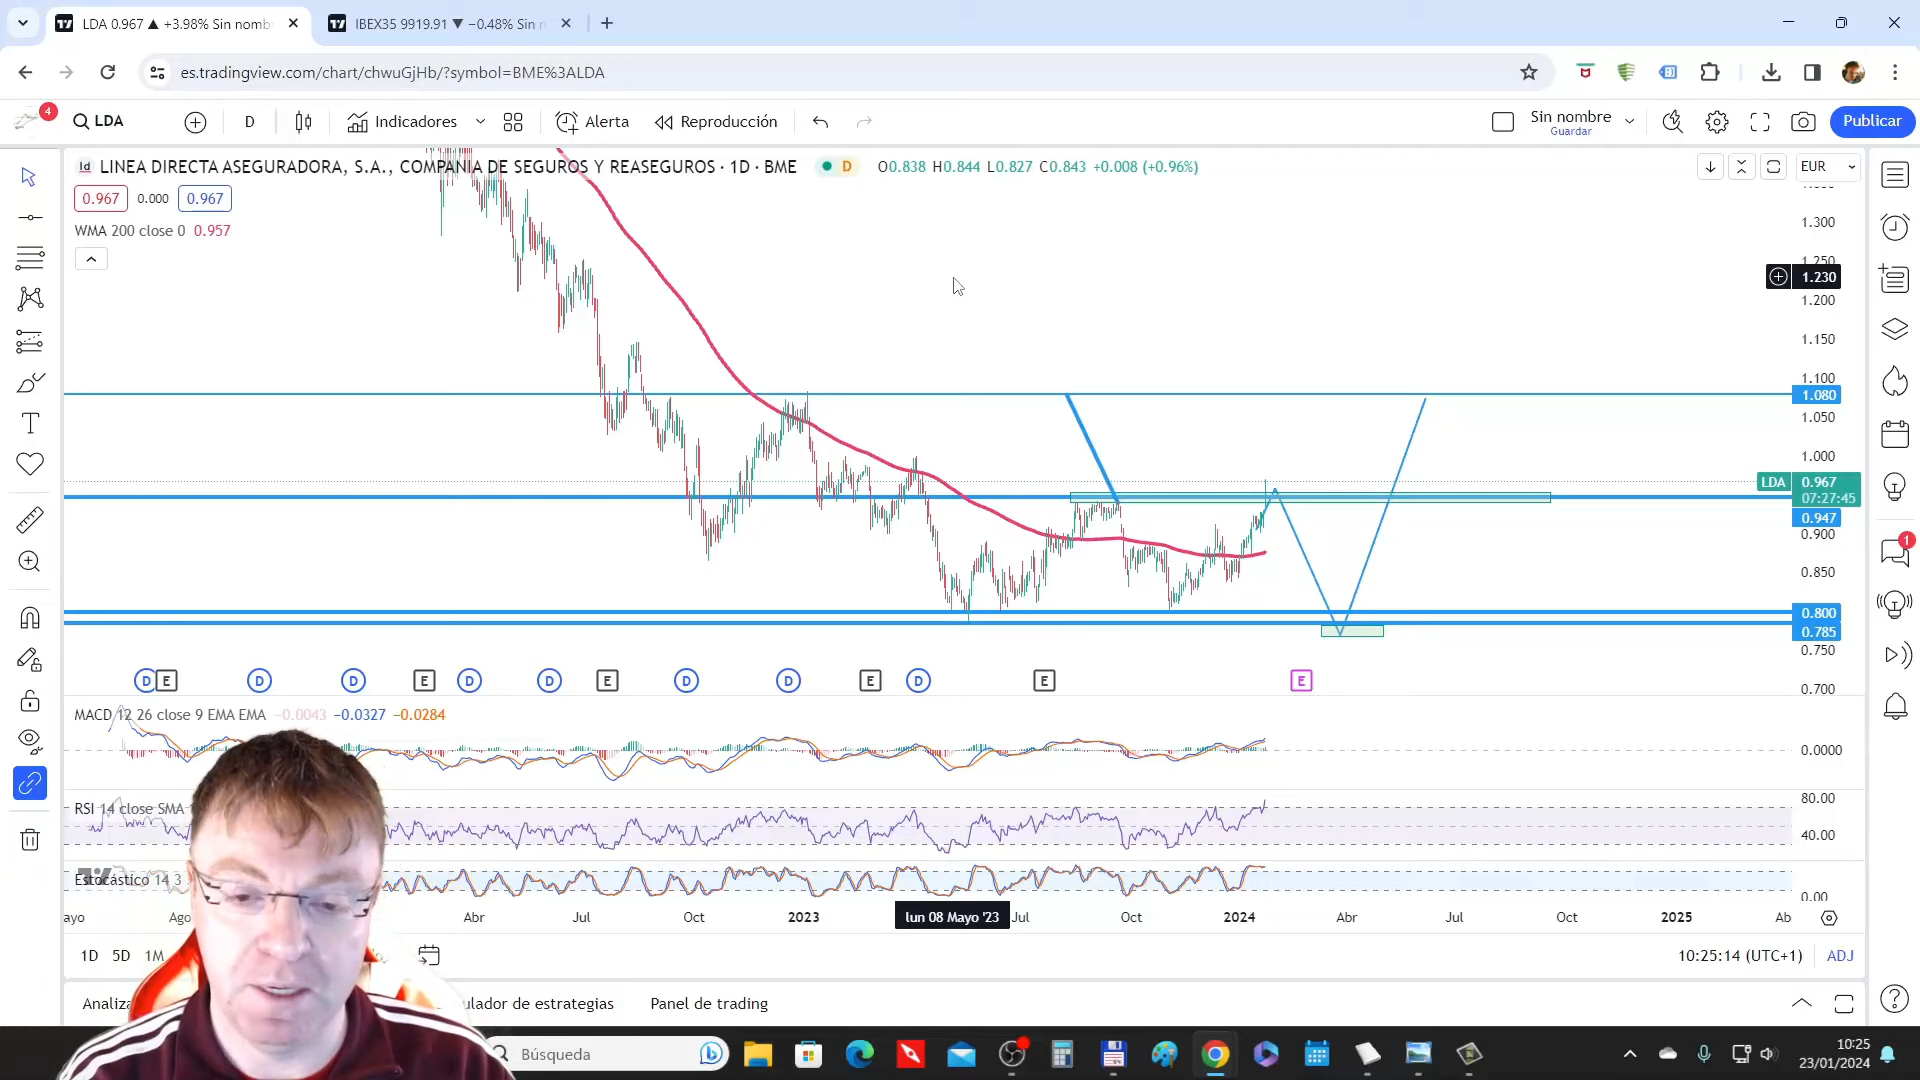 LDA 0.967 ▲ +3.98% Sin nomb
IBEX35 9919.91 ▼ −0.48% Sin n
es.tradingview.com/chart/chwuGjHb/?symbol=BME%3ALDA
4
LDA
D
Indicadores
Alerta
Reproducción
Sin nombre
Guardar
Publicar
LINEA DIRECTA ASEGURADORA, S.A., COMPANIA DE SEGUROS Y REASEGUROS · 1D · BME
D
O0.838 H0.844 L0.827 C0.843 +0.008 (+0.96%)
EUR
0.967
0.000
0.967
WMA 200 close 0 0.957
1.300
1.250
1.230
1.200
1.150
1.100
1.080
1.050
1.000
LDA
0.967
07:27:45
0.947
0.900
0.850
0.800
0.785
0.750
0.700
1
D E D D E D D E D D E D E E
MACD 12 26 close 9 EMA EMA −0.0043 −0.0327 −0.0284
0.0000
RSI 14 close SMA
80.00
40.00
Estocástico 14 3
0.00
ayo
Ago
Abr
Jul
Oct
2023
lun 08 Mayo '23
Jul
Oct
2024
Abr
Jul
Oct
2025
Ab
1D
5D
1M
10:25:14 (UTC+1)
ADJ
Analiza
ulador de estrategias
Panel de trading
Búsqueda
10:25
23/01/2024